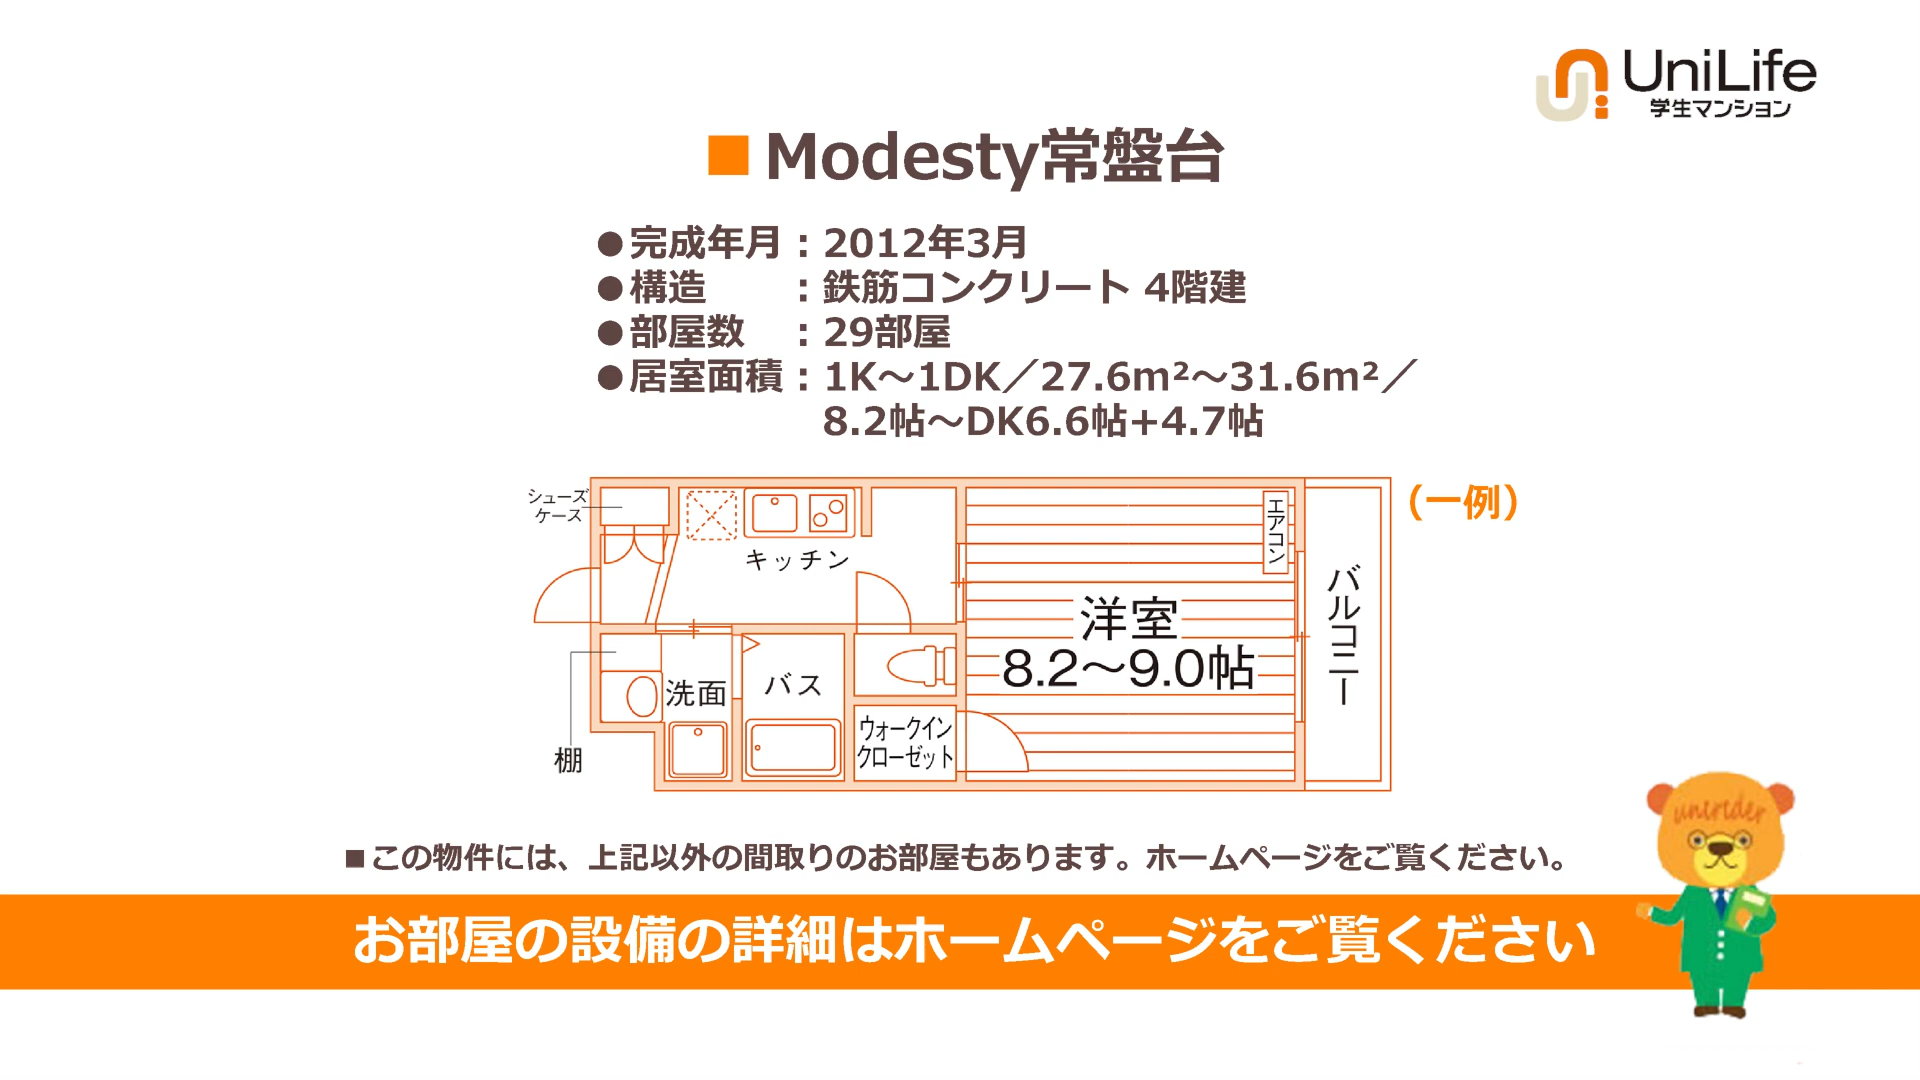 UniLife
学生マンション
■Modesty常盤台
●完成年月：2012年3月
●構造　　：鉄筋コンクリート 4階建
●部屋数　：29部屋
●居室面積：1K～1DK／27.6m²～31.6m²／
8.2帖～DK6.6帖+4.7帖
（一例）
シューズ
ケース
キッチン
エアコン
バルコニー
洋室
8.2～9.0帖
洗面
バス
ウォークイン
クローゼット
棚
unirider
■この物件には、上記以外の間取りのお部屋もあります。ホームページをご覧ください。
お部屋の設備の詳細はホームページをご覧ください